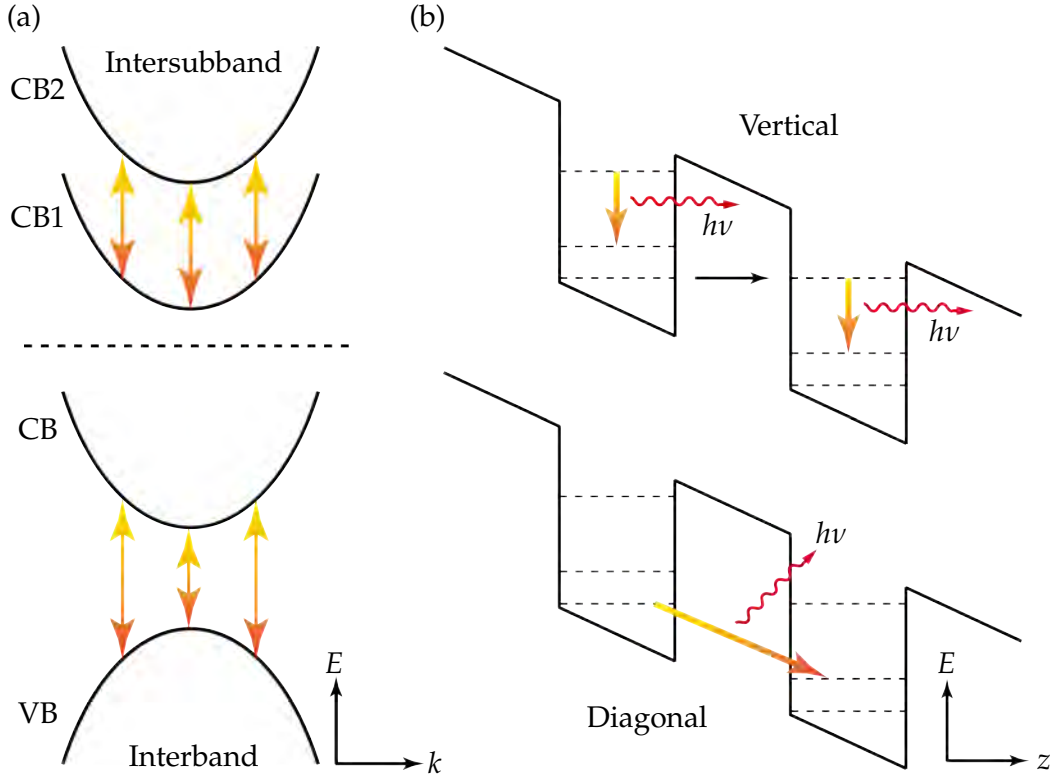 (a)
Intersubband
CB2
CB1
CB
VB
Interband
E
k
(b)
Vertical
hν
hν
hν
Diagonal
E
z